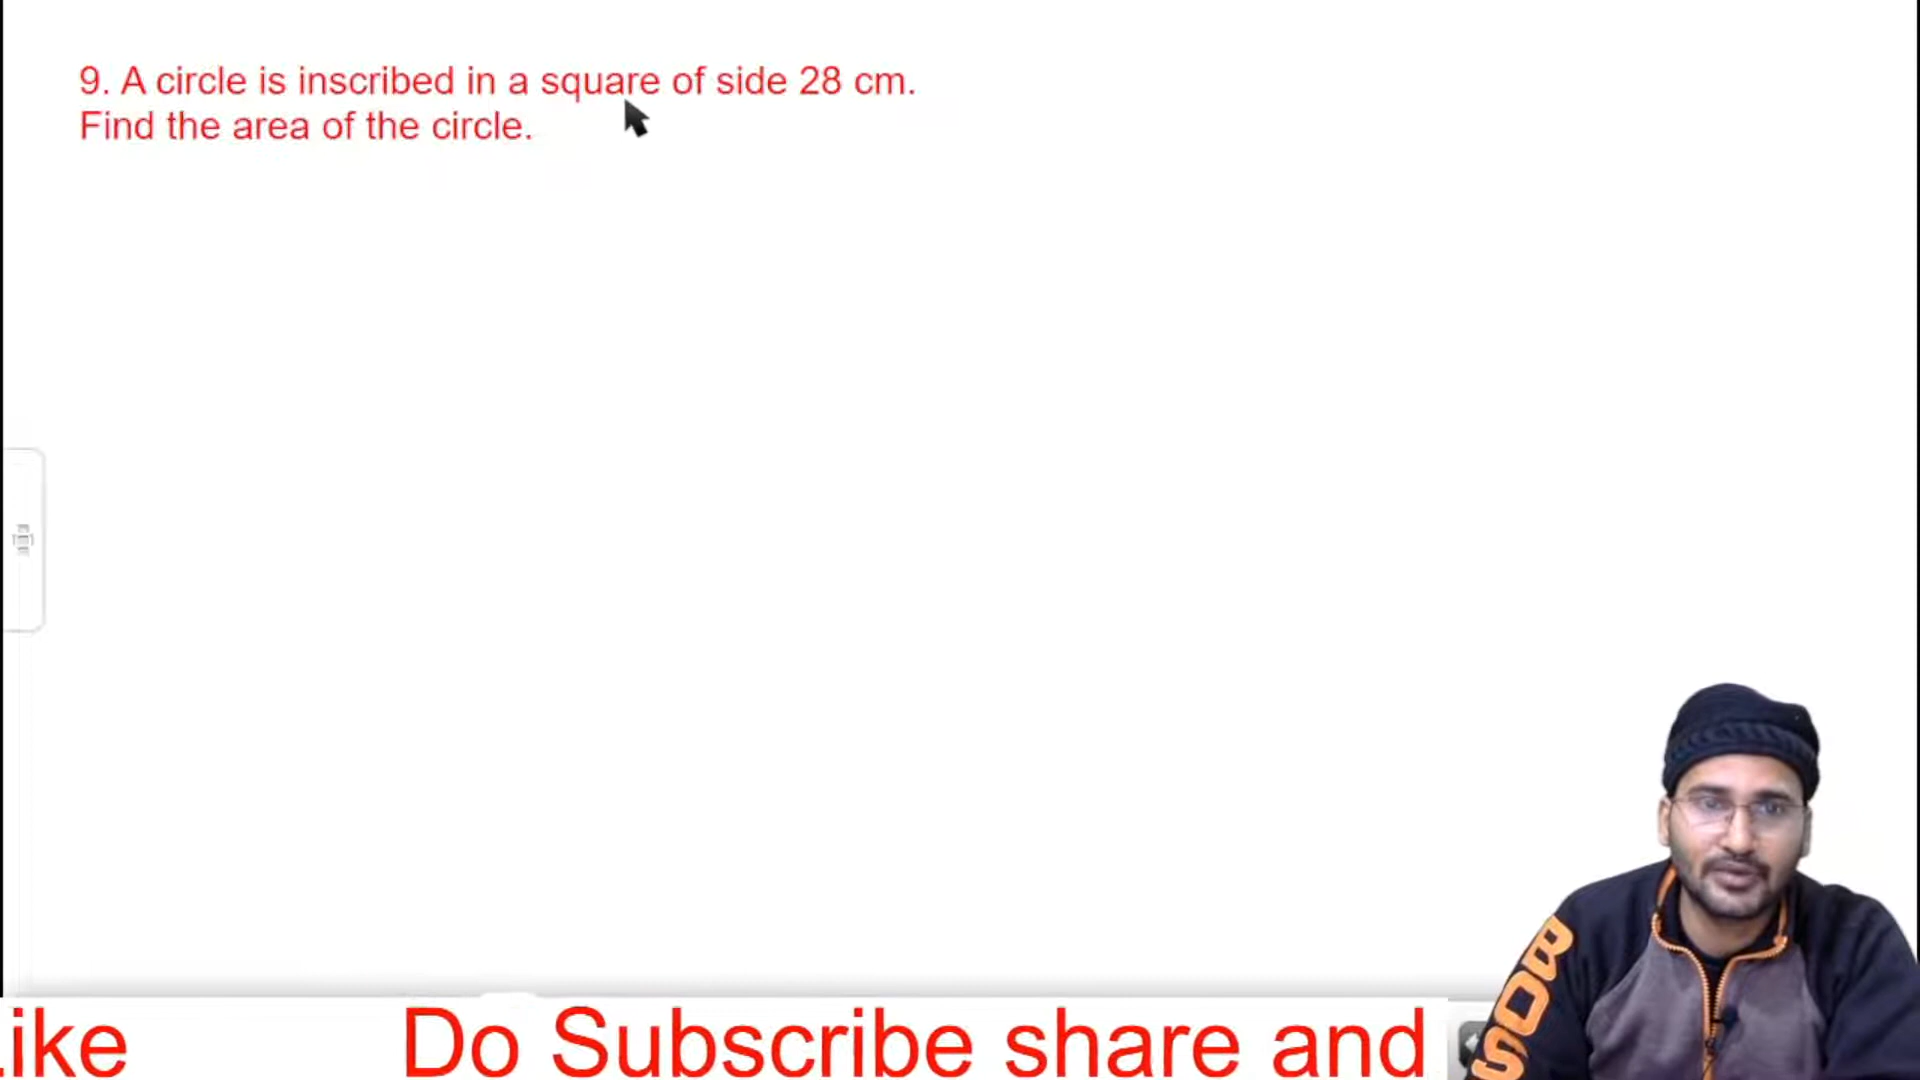 9. A circle is inscribed in a square of side 28 cm.
Find the area of the circle.
BOS
ike Do Subscribe share and